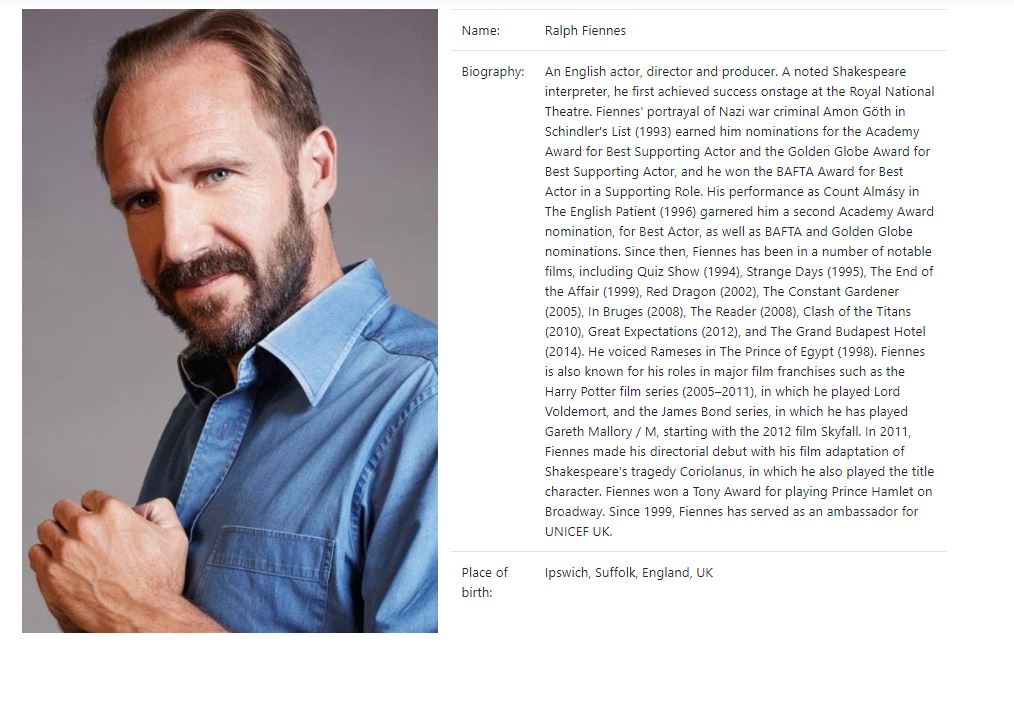 Name: Ralph Fiennes
Biography: An English actor, director and producer. A noted Shakespeare
interpreter, he first achieved success onstage at the Royal National
Theatre. Fiennes' portrayal of Nazi war criminal Amon Göth in
Schindler's List (1993) earned him nominations for the Academy
Award for Best Supporting Actor and the Golden Globe Award for
Best Supporting Actor, and he won the BAFTA Award for Best
Actor in a Supporting Role. His performance as Count Almásy in
The English Patient (1996) garnered him a second Academy Award
nomination, for Best Actor, as well as BAFTA and Golden Globe
nominations. Since then, Fiennes has been in a number of notable
films, including Quiz Show (1994), Strange Days (1995), The End of
the Affair (1999), Red Dragon (2002), The Constant Gardener
(2005), In Bruges (2008), The Reader (2008), Clash of the Titans
(2010), Great Expectations (2012), and The Grand Budapest Hotel
(2014). He voiced Rameses in The Prince of Egypt (1998). Fiennes
is also known for his roles in major film franchises such as the
Harry Potter film series (2005–2011), in which he played Lord
Voldemort, and the James Bond series, in which he has played
Gareth Mallory / M, starting with the 2012 film Skyfall. In 2011,
Fiennes made his directorial debut with his film adaptation of
Shakespeare's tragedy Coriolanus, in which he also played the title
character. Fiennes won a Tony Award for playing Prince Hamlet on
Broadway. Since 1999, Fiennes has served as an ambassador for
UNICEF UK.
Place of birth: Ipswich, Suffolk, England, UK